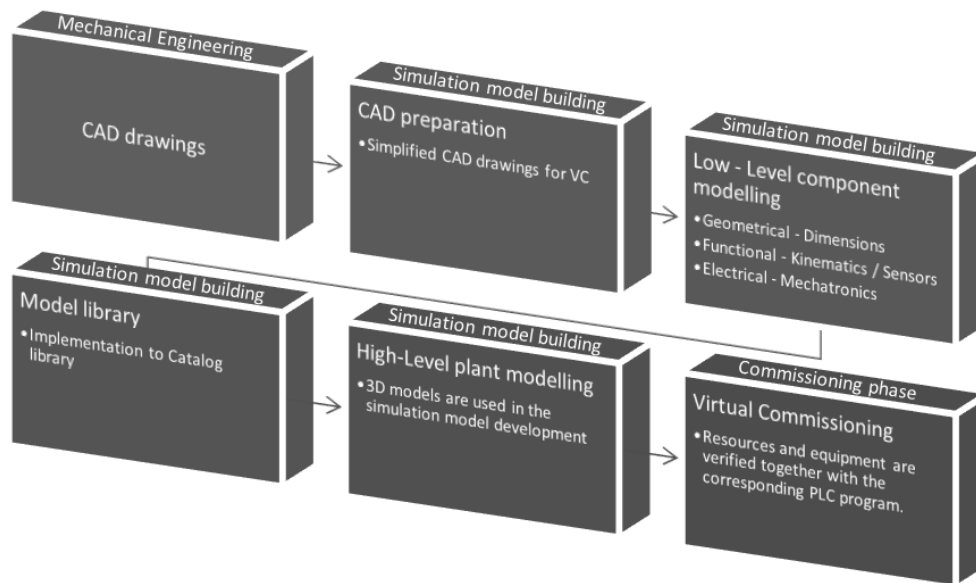 Mechanical Engineering
CAD drawings
Simulation model building
CAD preparation
•Simplified CAD drawings for VC
Simulation model building
Low - Level component
modelling
•Geometrical - Dimensions
•Functional - Kinematics / Sensors
•Electrical - Mechatronics
Simulation model building
Model library
•Implementation to Catalog
library
Simulation model building
High-Level plant modelling
•3D models are used in the
simulation model development
Commissioning phase
Virtual Commissioning
•Resources and equipment are
verified together with the
corresponding PLC program.